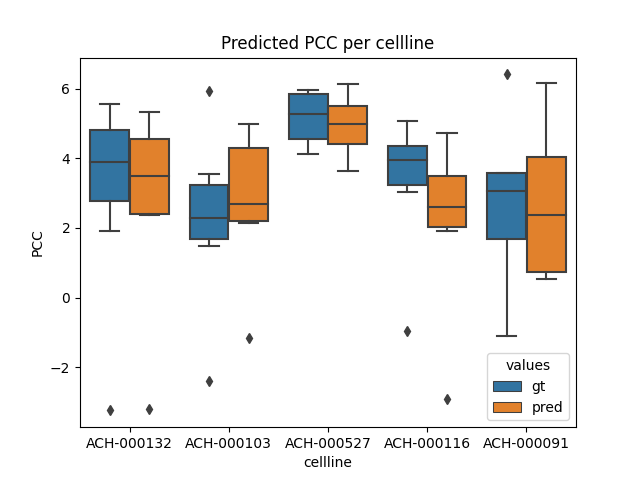 Predicted PCC per cellline
PCC
6
4
2
0
−2
values
gt
pred
ACH-000132 ACH-000103 ACH-000527 ACH-000116 ACH-000091
cellline